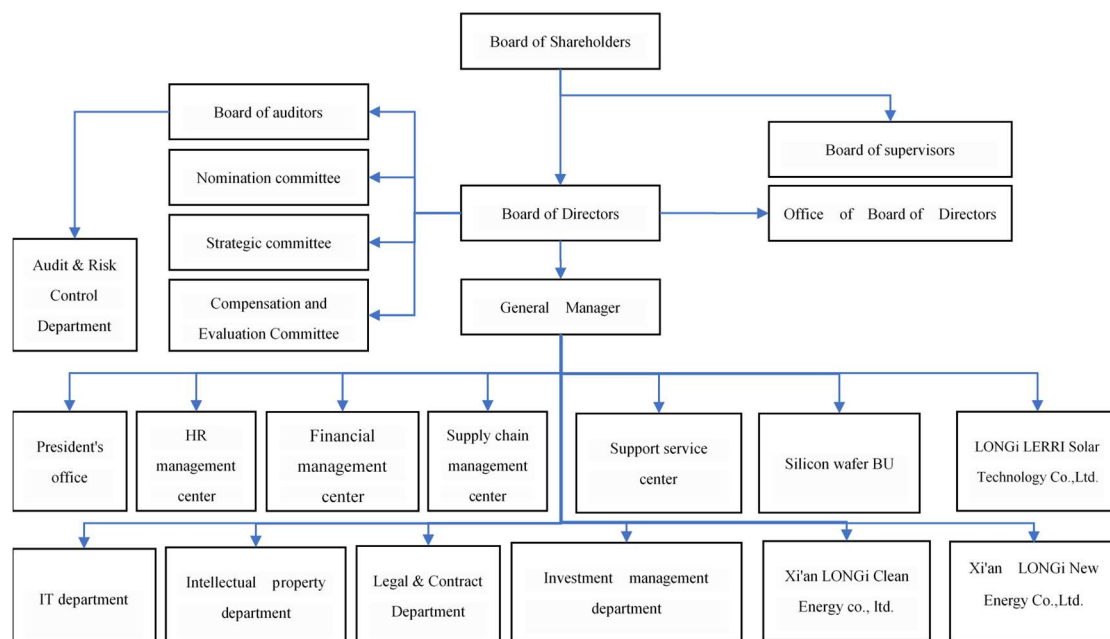 Board of Shareholders
Board of auditors
Board of supervisors
Nomination committee
Board of Directors
Office of Board of Directors
Strategic committee
Audit & Risk
Control
Department
Compensation and
Evaluation Committee
General Manager
President's
office
HR
management
center
Financial
management
center
Supply chain
management
center
Support service
center
Silicon wafer BU
LONGi LERRI Solar
Technology Co.,Ltd.
IT department
Intellectual property
department
Legal & Contract
Department
Investment management
department
Xi'an LONGi Clean
Energy co., ltd.
Xi'an LONGi New
Energy Co.,Ltd.